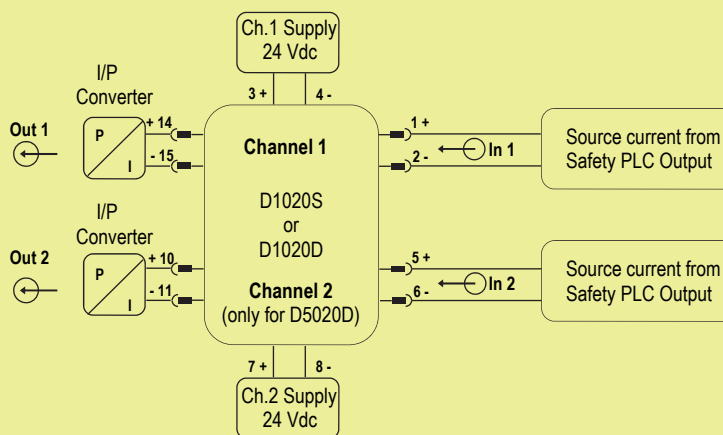 Ch.1 Supply
24 Vdc
3 +
4 -
I/P
Converter
Out 1
P
I
+ 14
- 15
Channel 1
1 +
2 -
In 1
Source current from
Safety PLC Output
D1020S
or
D1020D
I/P
Converter
Out 2
P
I
+ 10
- 11
Channel 2
(only for D5020D)
5 +
6 -
In 2
Source current from
Safety PLC Output
7 +
8 -
Ch.2 Supply
24 Vdc